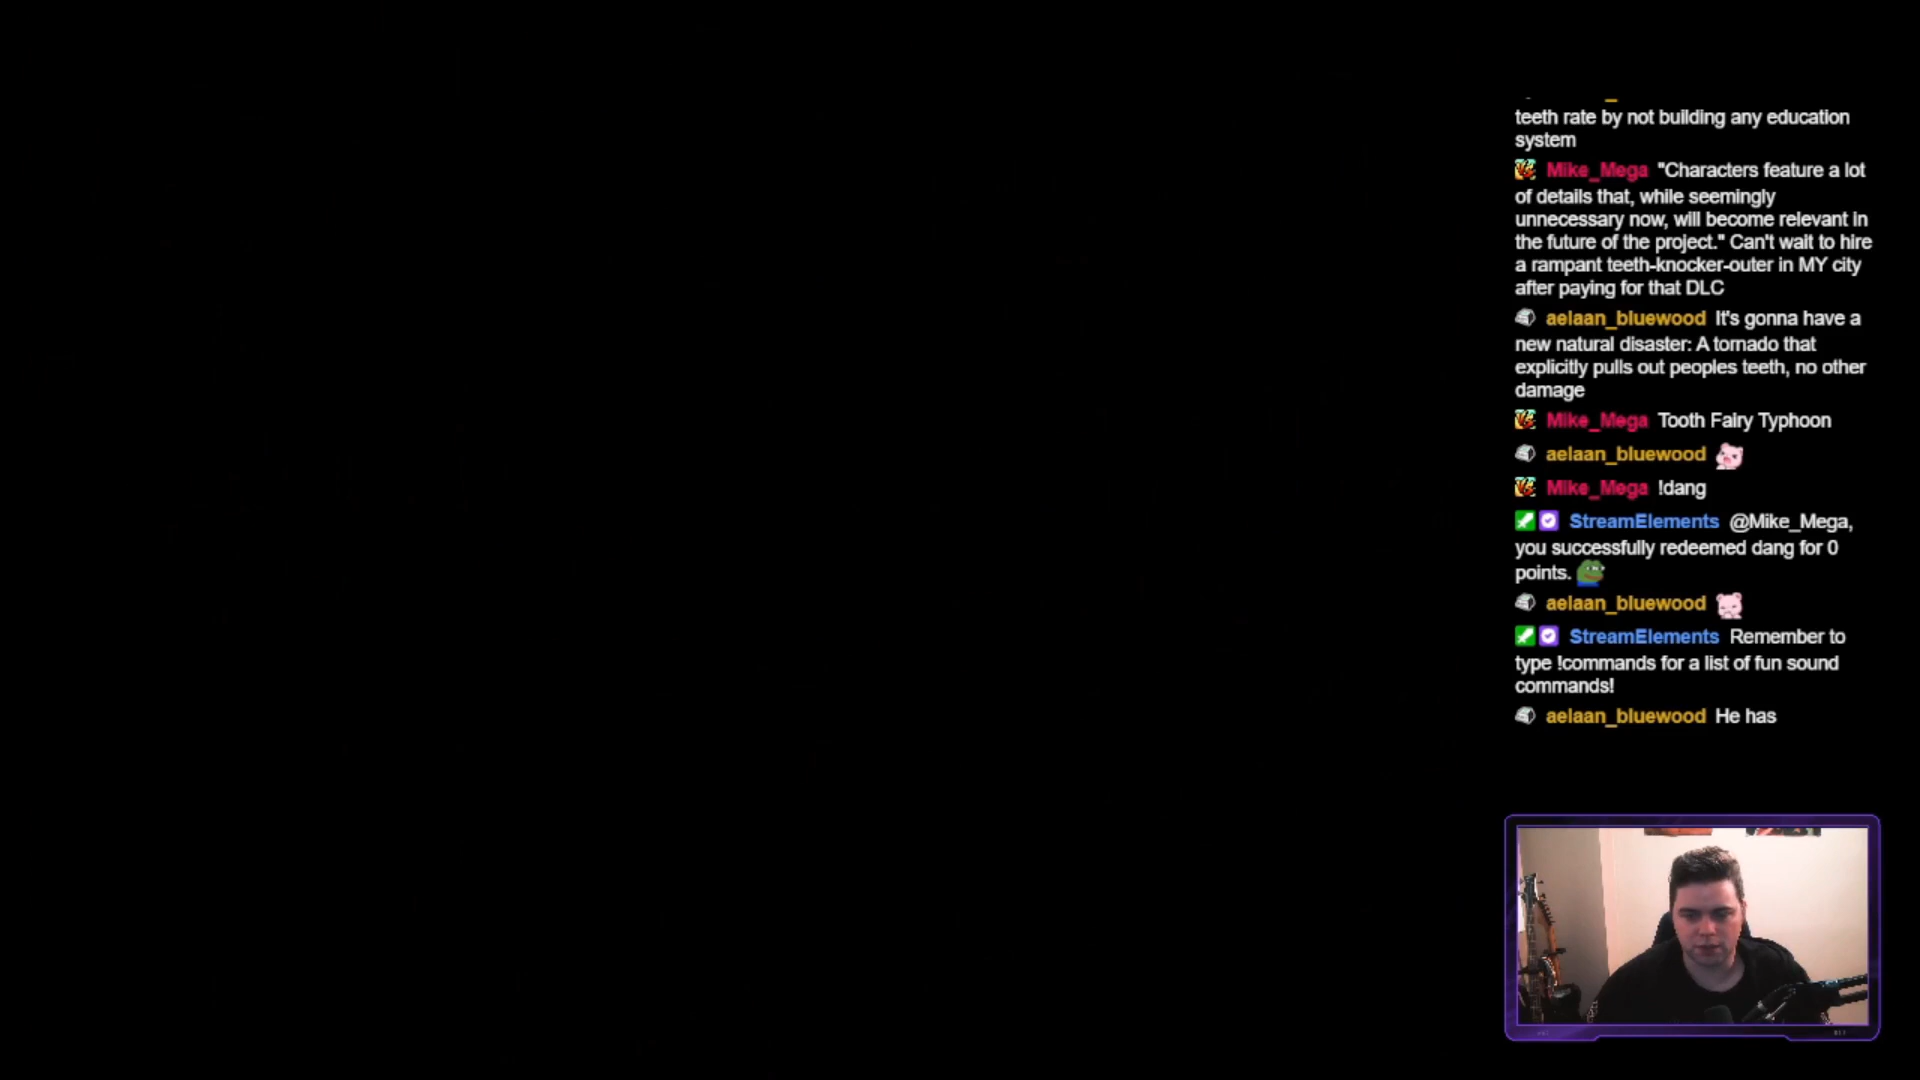 teeth rate by not building any education
system
Mike_Mega "Characters feature a lot
of details that, while seemingly
unnecessary now, will become relevant in
the future of the project." Can't wait to hire
a rampant teeth-knocker-outer in MY city
after paying for that DLC
aelaan_bluewood It's gonna have a
new natural disaster: A tornado that
explicitly pulls out peoples teeth, no other
damage
Mike_Mega Tooth Fairy Typhoon
aelaan_bluewood
Mike_Mega !dang
StreamElements @Mike_Mega,
you successfully redeemed dang for 0
points.
aelaan_bluewood
StreamElements Remember to
type !commands for a list of fun sound
commands!
aelaan_bluewood He has